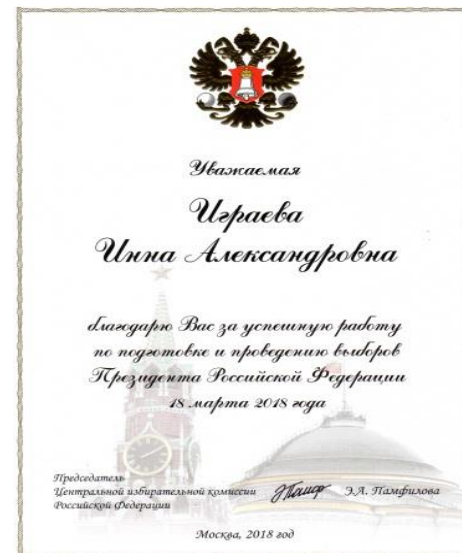 Уважаемая
Играева
Инна Александровна
благодарю Вас за успешную работу
по подготовке и проведению выборов
Президента Российской Федерации
18 марта 2018 года
Председатель
Центральной избирательной комиссии Э.А. Памфилова
Российской Федерации
Москва, 2018 год